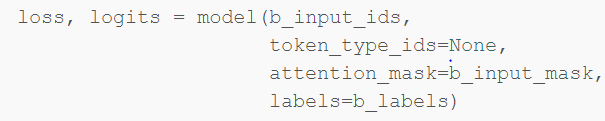 loss, logits = model(b_input_ids,
                     token_type_ids=None,
                     attention_mask=b_input_mask,
                     labels=b_labels)